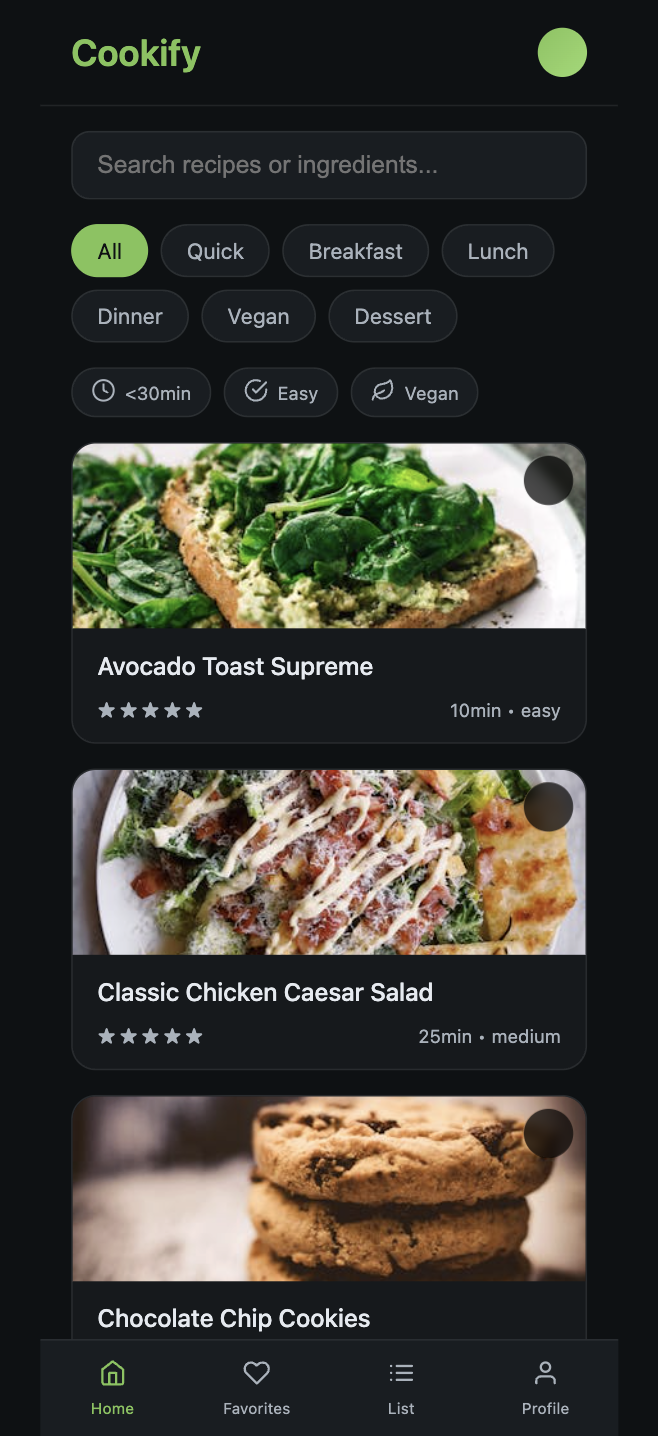 Cookify
Search recipes or ingredients...
All Quick Breakfast Lunch
Dinner Vegan Dessert
<30min Easy Vegan
Avocado Toast Supreme
10min • easy
Classic Chicken Caesar Salad
25min • medium
Chocolate Chip Cookies
Home Favorites List Profile